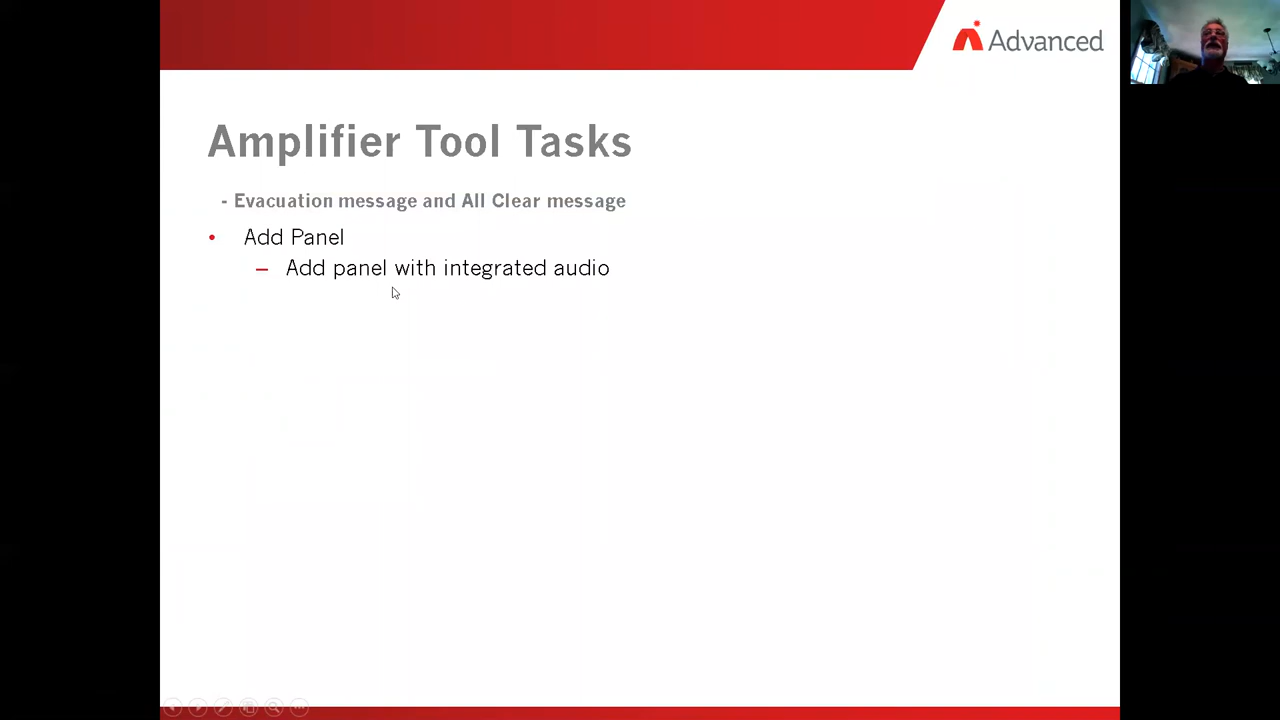 Advanced
Amplifier Tool Tasks
- Evacuation message and All Clear message
• Add Panel
– Add panel with integrated audio